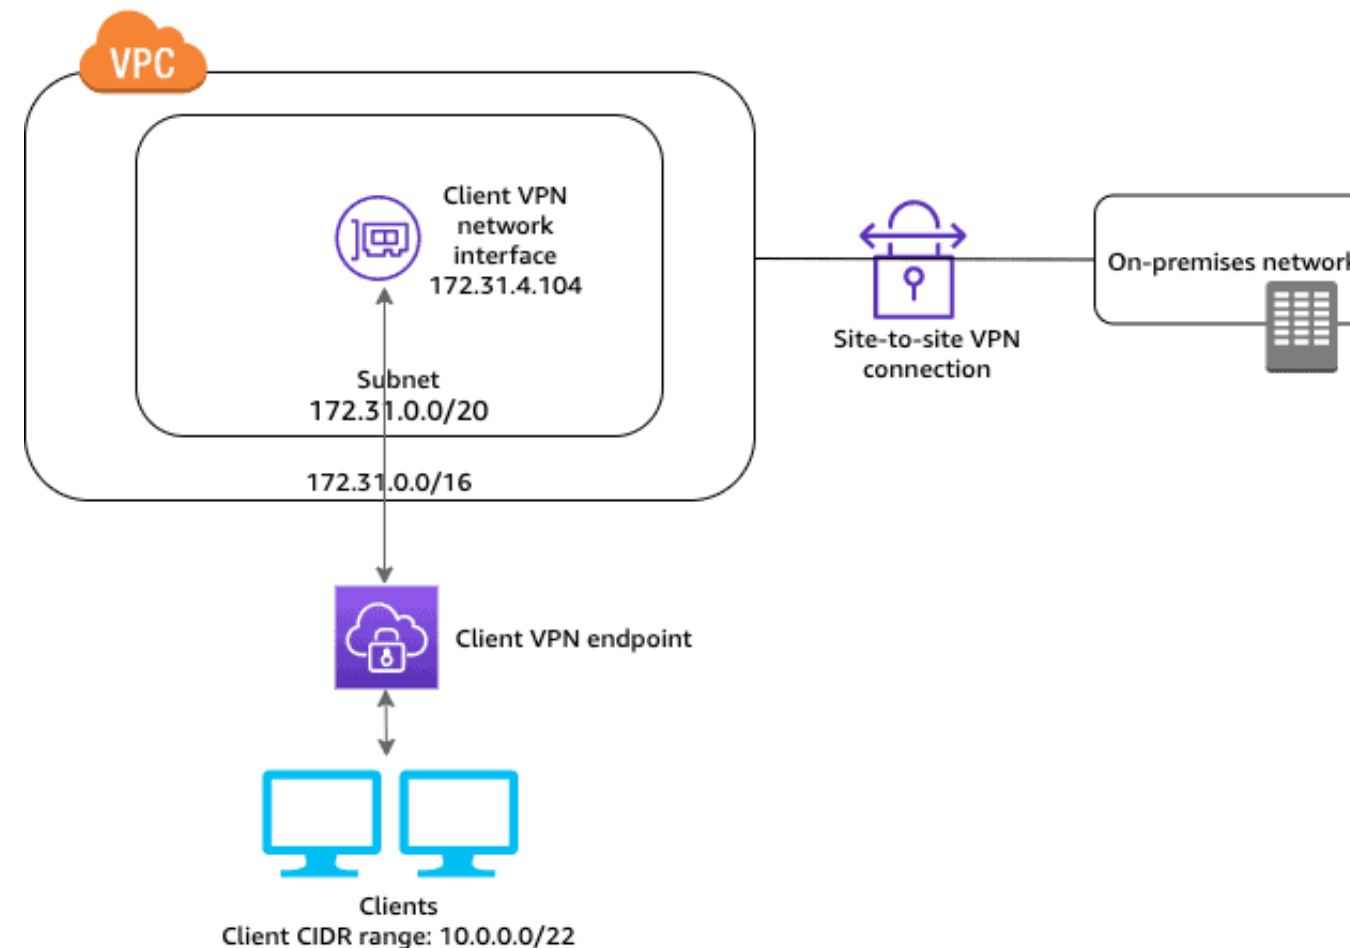 VPC
Client VPN
network
interface
172.31.4.104
Subnet
172.31.0.0/20
172.31.0.0/16
Site-to-site VPN
connection
On-premises network
Client VPN endpoint
Clients
Client CIDR range: 10.0.0.0/22